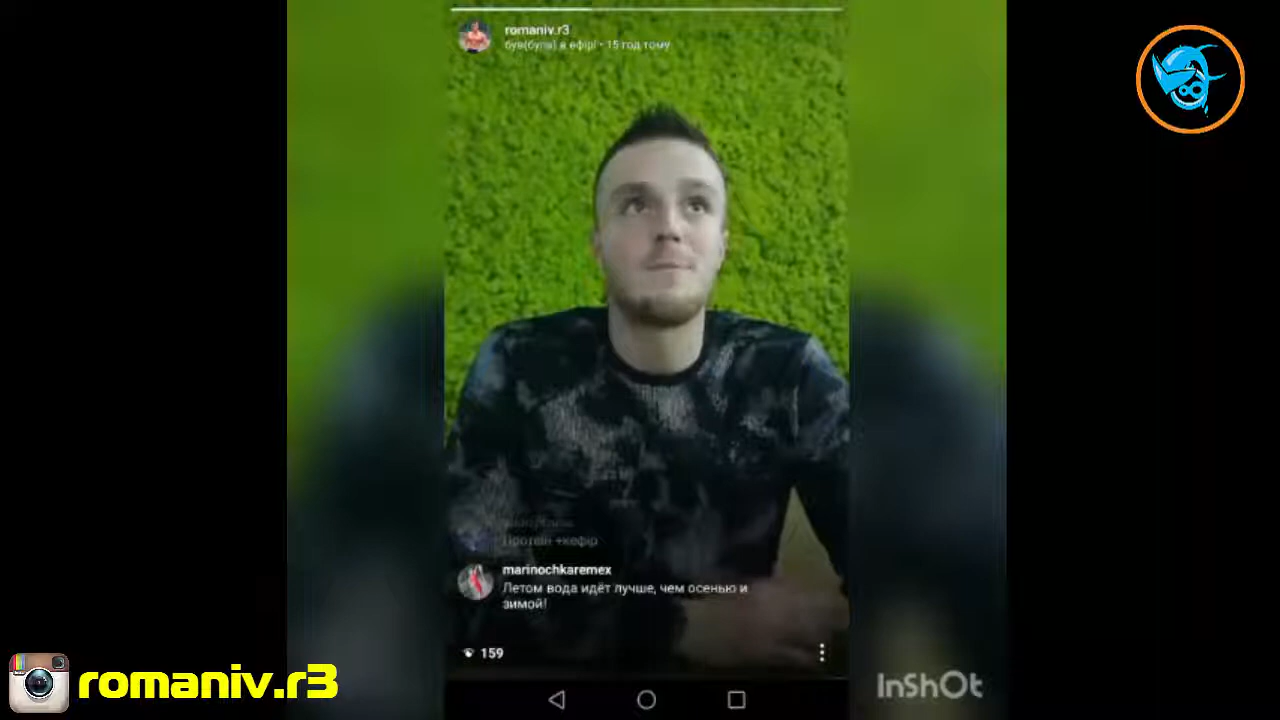 romaniv.r3
був(була) в ефірі • 15 год тому
Протеїн +кефір
marinochkaremex
Летом вода идёт лучше, чем осенью и
зимой!
159
romaniv.r3
InShOt